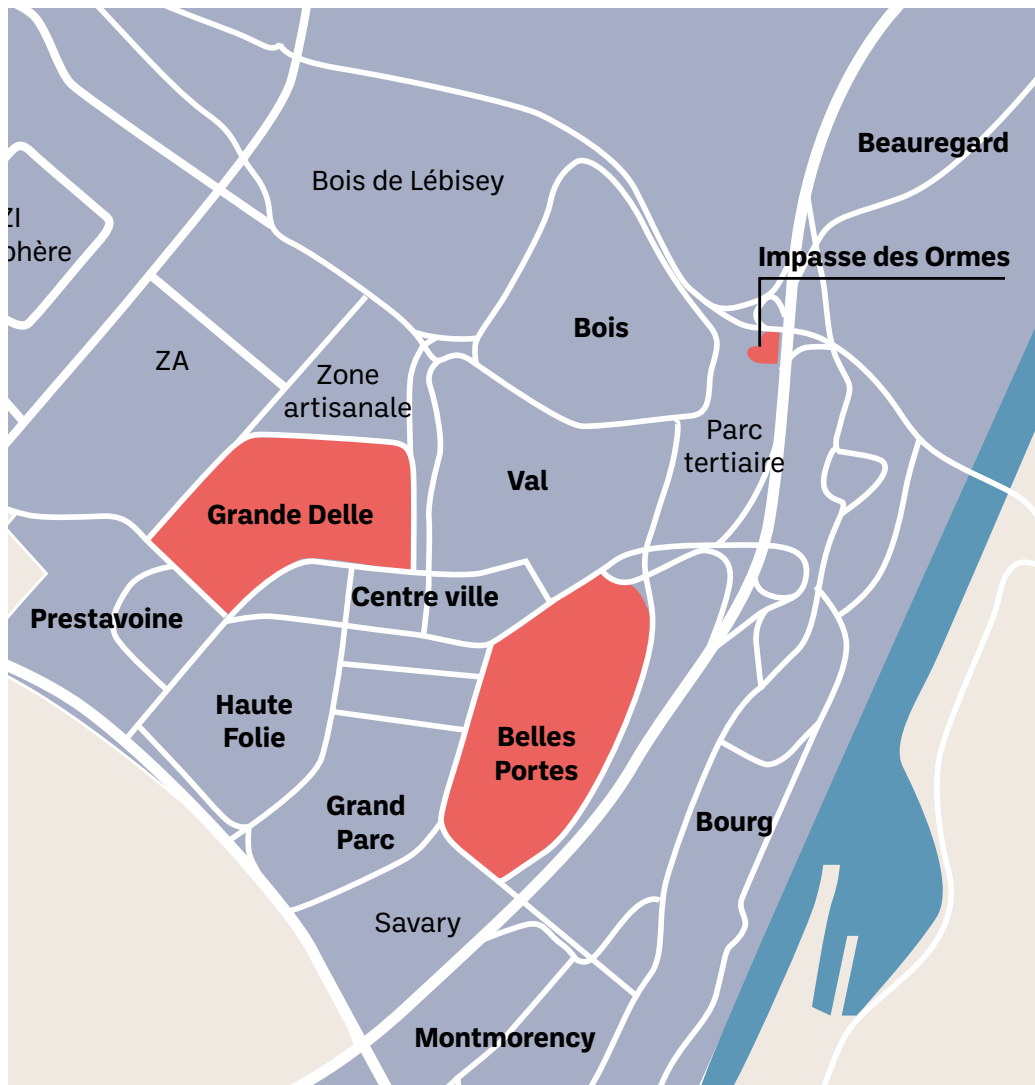 Beauregard
Bois de Lébisey
ZI
Impasse des Ormes
Bois
ZA
Zone
artisanale
Parc
tertiaire
Val
Grande Delle
Centre ville
Prestavoine
Haute
Folie
Belles
Portes
Grand
Parc
Bourg
Savary
Montmorency